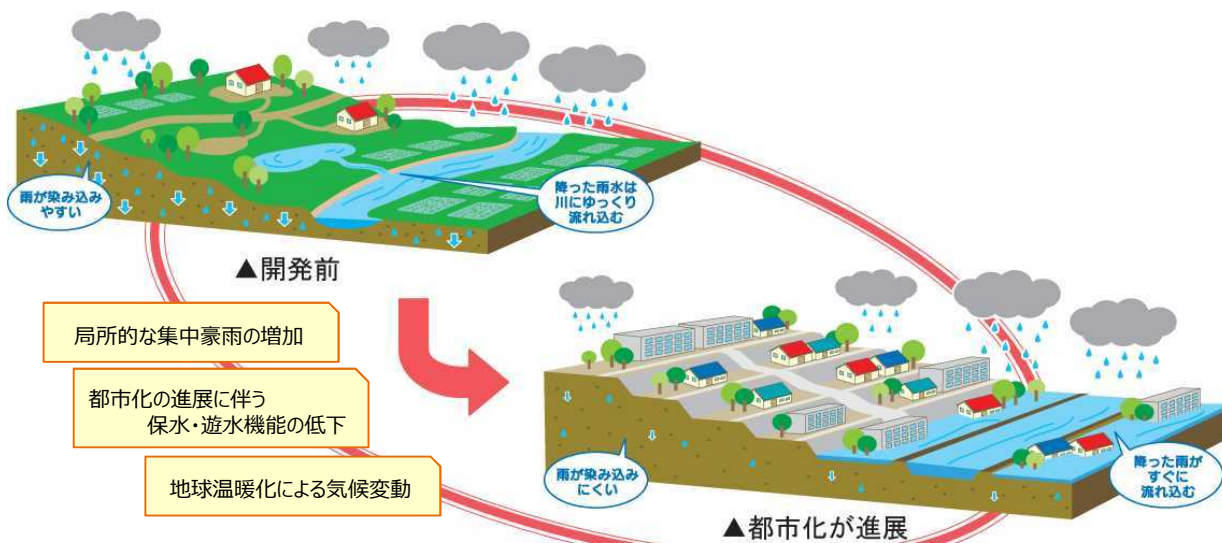 雨が染み込み
やすい
降った雨水は
川にゆっくり
流れ込む
▲開発前
局所的な集中豪雨の増加
都市化の進展に伴う
保水・遊水機能の低下
地球温暖化による気候変動
雨が染み込み
にくい
降った雨が
すぐに
流れ込む
▲都市化が進展